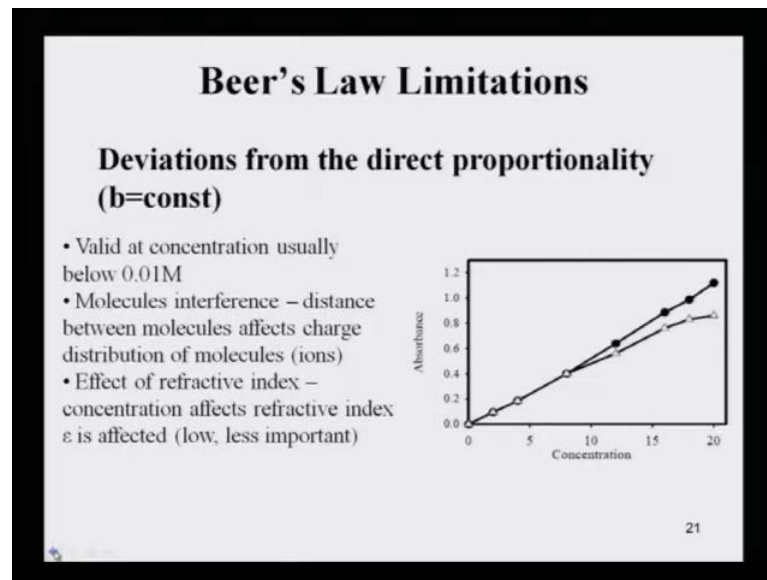 Beer's Law Limitations
Deviations from the direct proportionality
(b=const)
• Valid at concentration usually
below 0.01M
• Molecules interference – distance
between molecules affects charge
distribution of molecules (ions)
• Effect of refractive index –
concentration affects refractive index
ε is affected (low, less important)
Absorbance
1.2
1.0
0.8
0.6
0.4
0.2
0.0
0 5 10 15 20
Concentration
21